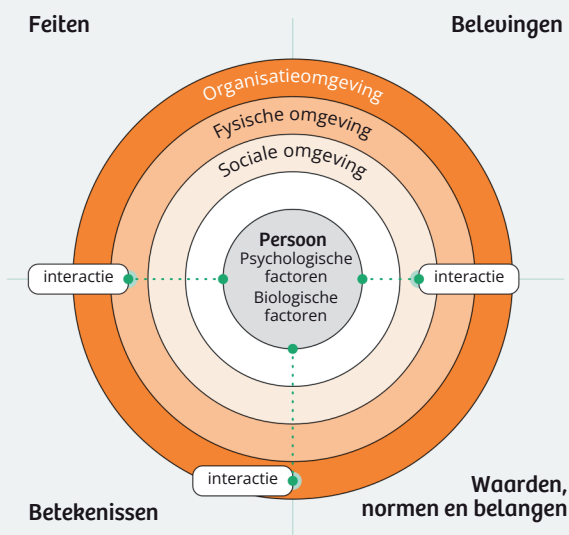 Feiten
Belevingen
Organisatieomgeving
Fysische omgeving
Sociale omgeving
Persoon
Psychologische
factoren
Biologische
factoren
interactie
interactie
interactie
Betekenissen
Waarden,
normen en belangen